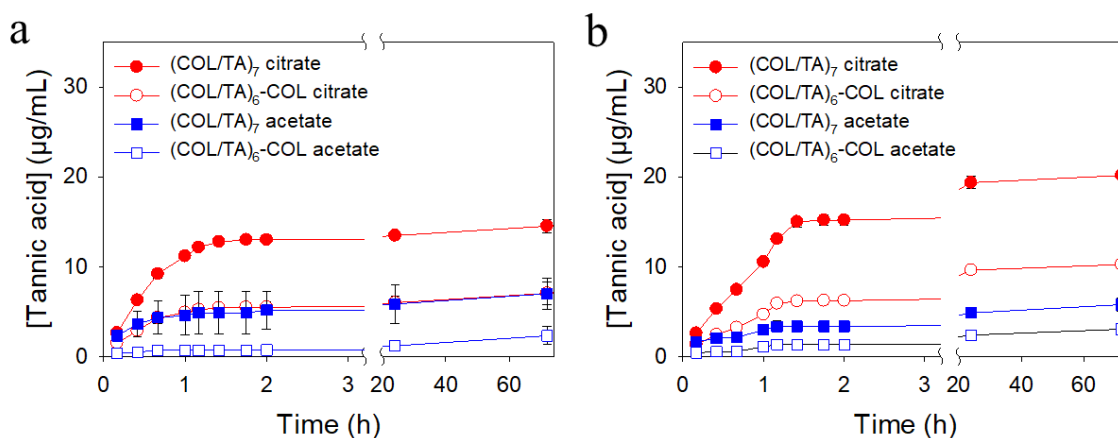 a
[Tannic acid] (µg/mL)
30
20
10
0
(COL/TA)₇ citrate
(COL/TA)₆-COL citrate
(COL/TA)₇ acetate
(COL/TA)₆-COL acetate
0 1 2 3 20 40 60
Time (h)
b
[Tannic acid] (µg/mL)
30
20
10
0
(COL/TA)₇ citrate
(COL/TA)₆-COL citrate
(COL/TA)₇ acetate
(COL/TA)₆-COL acetate
0 1 2 3 20 40 60
Time (h)